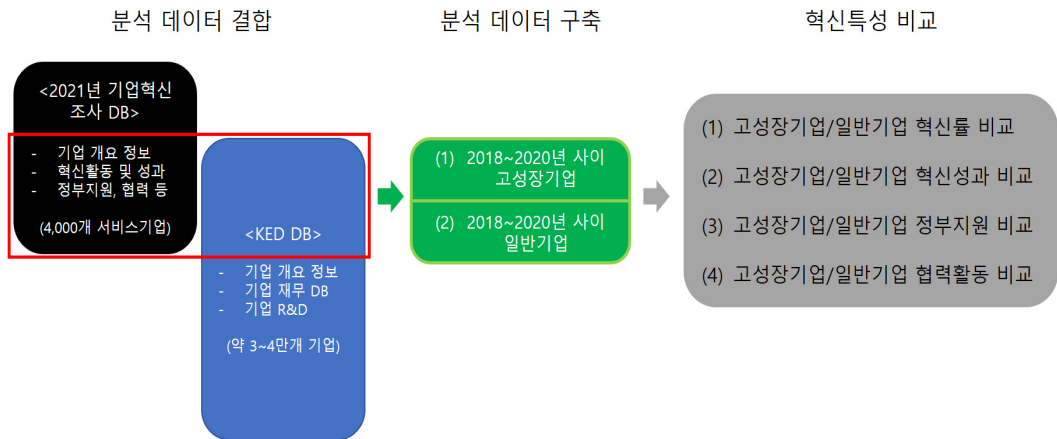 분석 데이터 결합
분석 데이터 구축
혁신특성 비교
<2021년 기업혁신
조사 DB>
- 기업 개요 정보
- 혁신활동 및 성과
- 정부지원, 협력 등
(4,000개 서비스기업)
<KED DB>
- 기업 개요 정보
- 기업 재무 DB
- 기업 R&D
(약 3~4만개 기업)
(1) 2018~2020년 사이
고성장기업
(2) 2018~2020년 사이
일반기업
(1) 고성장기업/일반기업 혁신률 비교
(2) 고성장기업/일반기업 혁신성과 비교
(3) 고성장기업/일반기업 정부지원 비교
(4) 고성장기업/일반기업 협력활동 비교